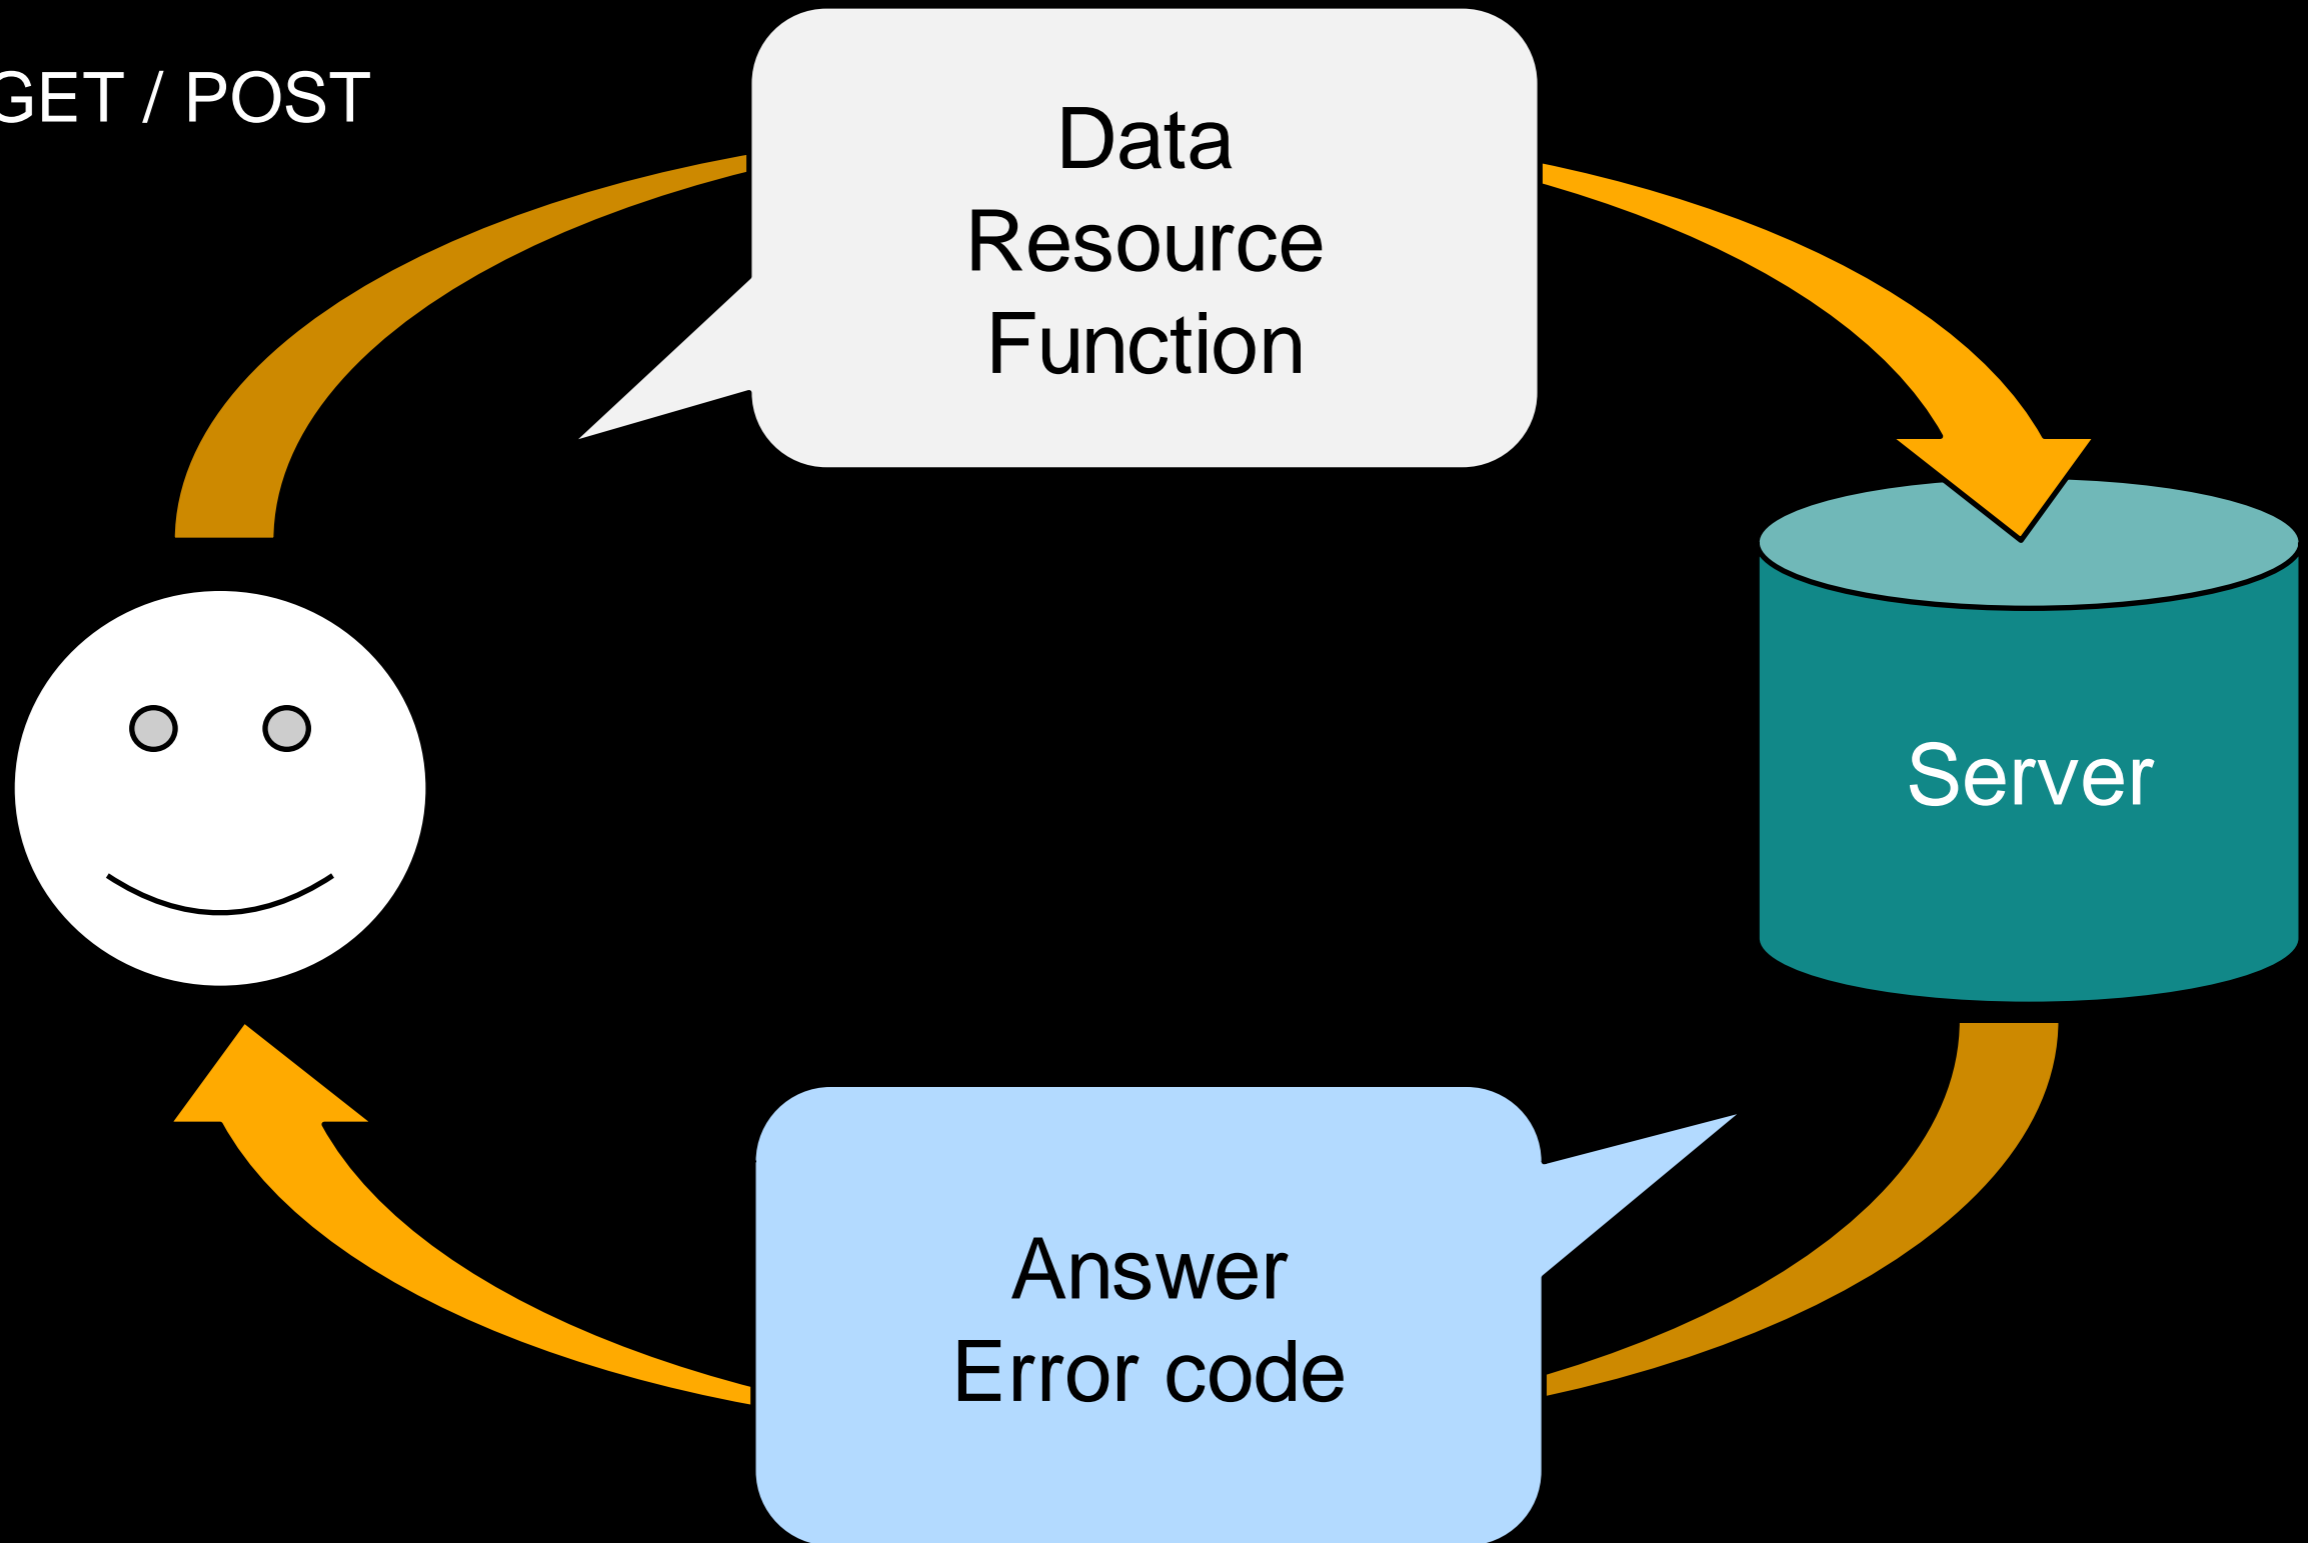 GET / POST
Data
Resource
Function
Server
Answer
Error code